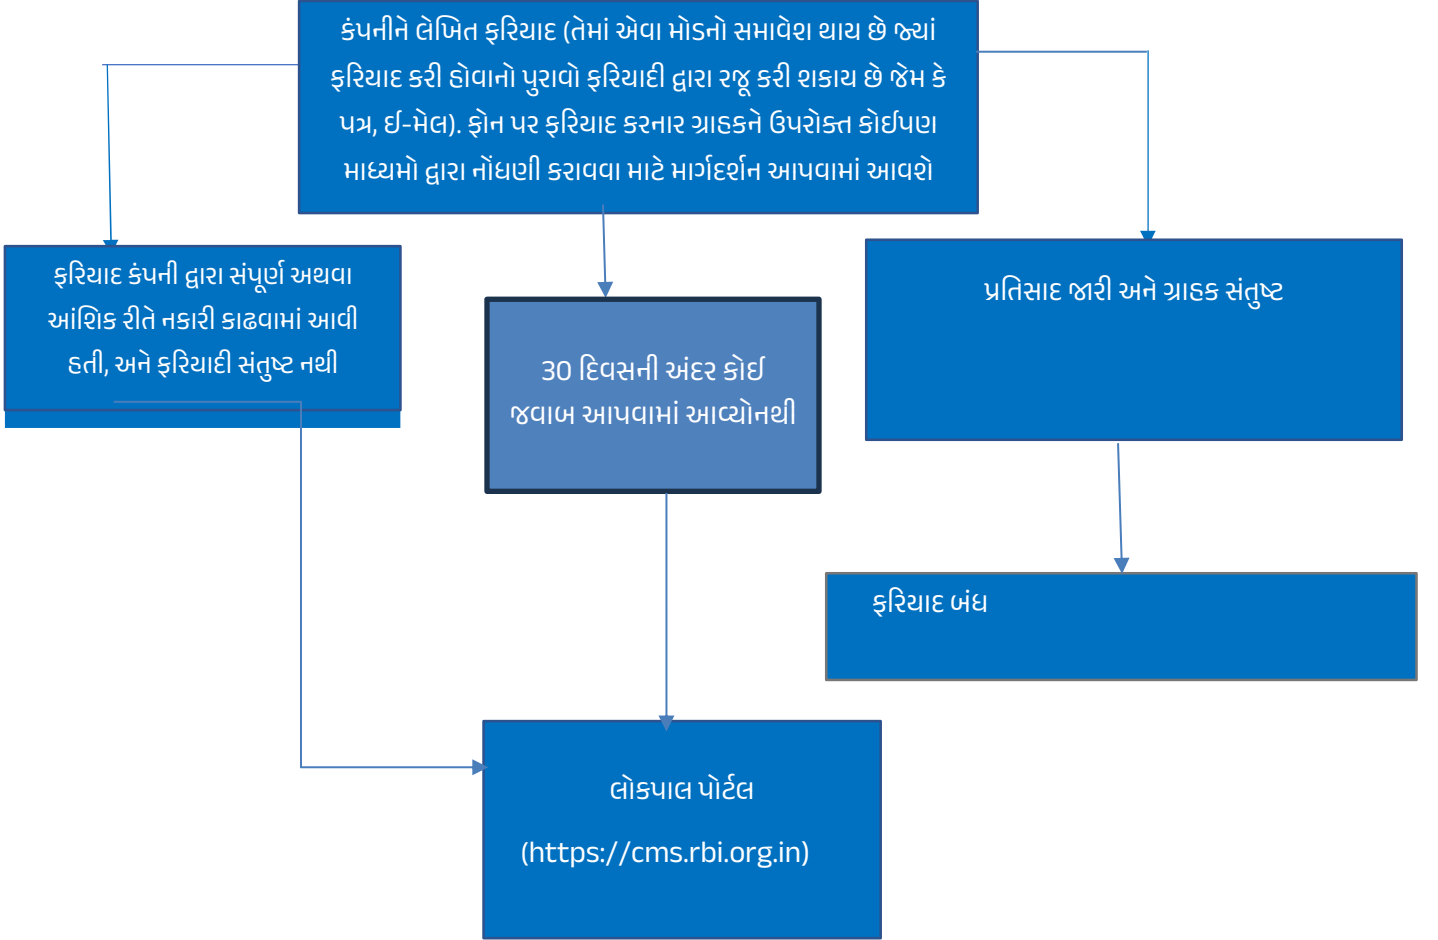 કંપનીને લેખિત ફરિયાદ (તેમાં એવા મોડનો સમાવેશ થાય છે જ્યાં
ફરિયાદ કરી હોવાનો પુરાવો ફરિયાદી દ્વારા રજૂ કરી શકાય છે જેમ કે
પત્ર, ઈ-મેલ). ફોન પર ફરિયાદ કરનાર ગ્રાહકને ઉપરોક્ત કોઈપણ
માધ્યમો દ્વારા નોંધણી કરાવવા માટે માર્ગદર્શન આપવામાં આવશે
ફરિયાદ કંપની દ્વારા સંપૂર્ણ અથવા
આંશિક રીતે નકારી કાઢવામાં આવી
હતી, અને ફરિયાદી સંતુષ્ટ નથી
30 દિવસની અંદર કોઈ
જવાબ આપવામાં આવ્યોનથી
પ્રતિસાદ જારી અને ગ્રાહક સંતુષ્ટ
ફરિયાદ બંધ
લોકપાલ પોર્ટલ
(https://cms.rbi.org.in)